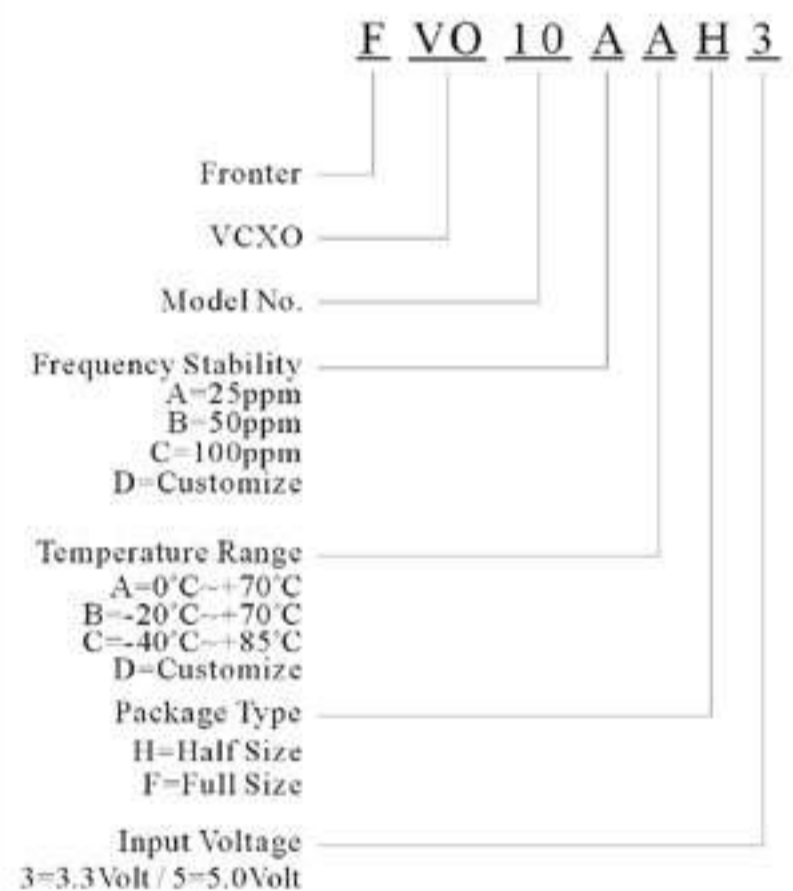 F VO 10 A A H 3
Fronter
VCXO
Model No.
Frequency Stability
A=25ppm
B=50ppm
C=100ppm
D=Customize
Temperature Range
A=0°C~+70°C
B=-20°C~+70°C
C=-40°C~+85°C
D=Customize
Package Type
H=Half Size
F=Full Size
Input Voltage
3=3.3Volt / 5=5.0Volt